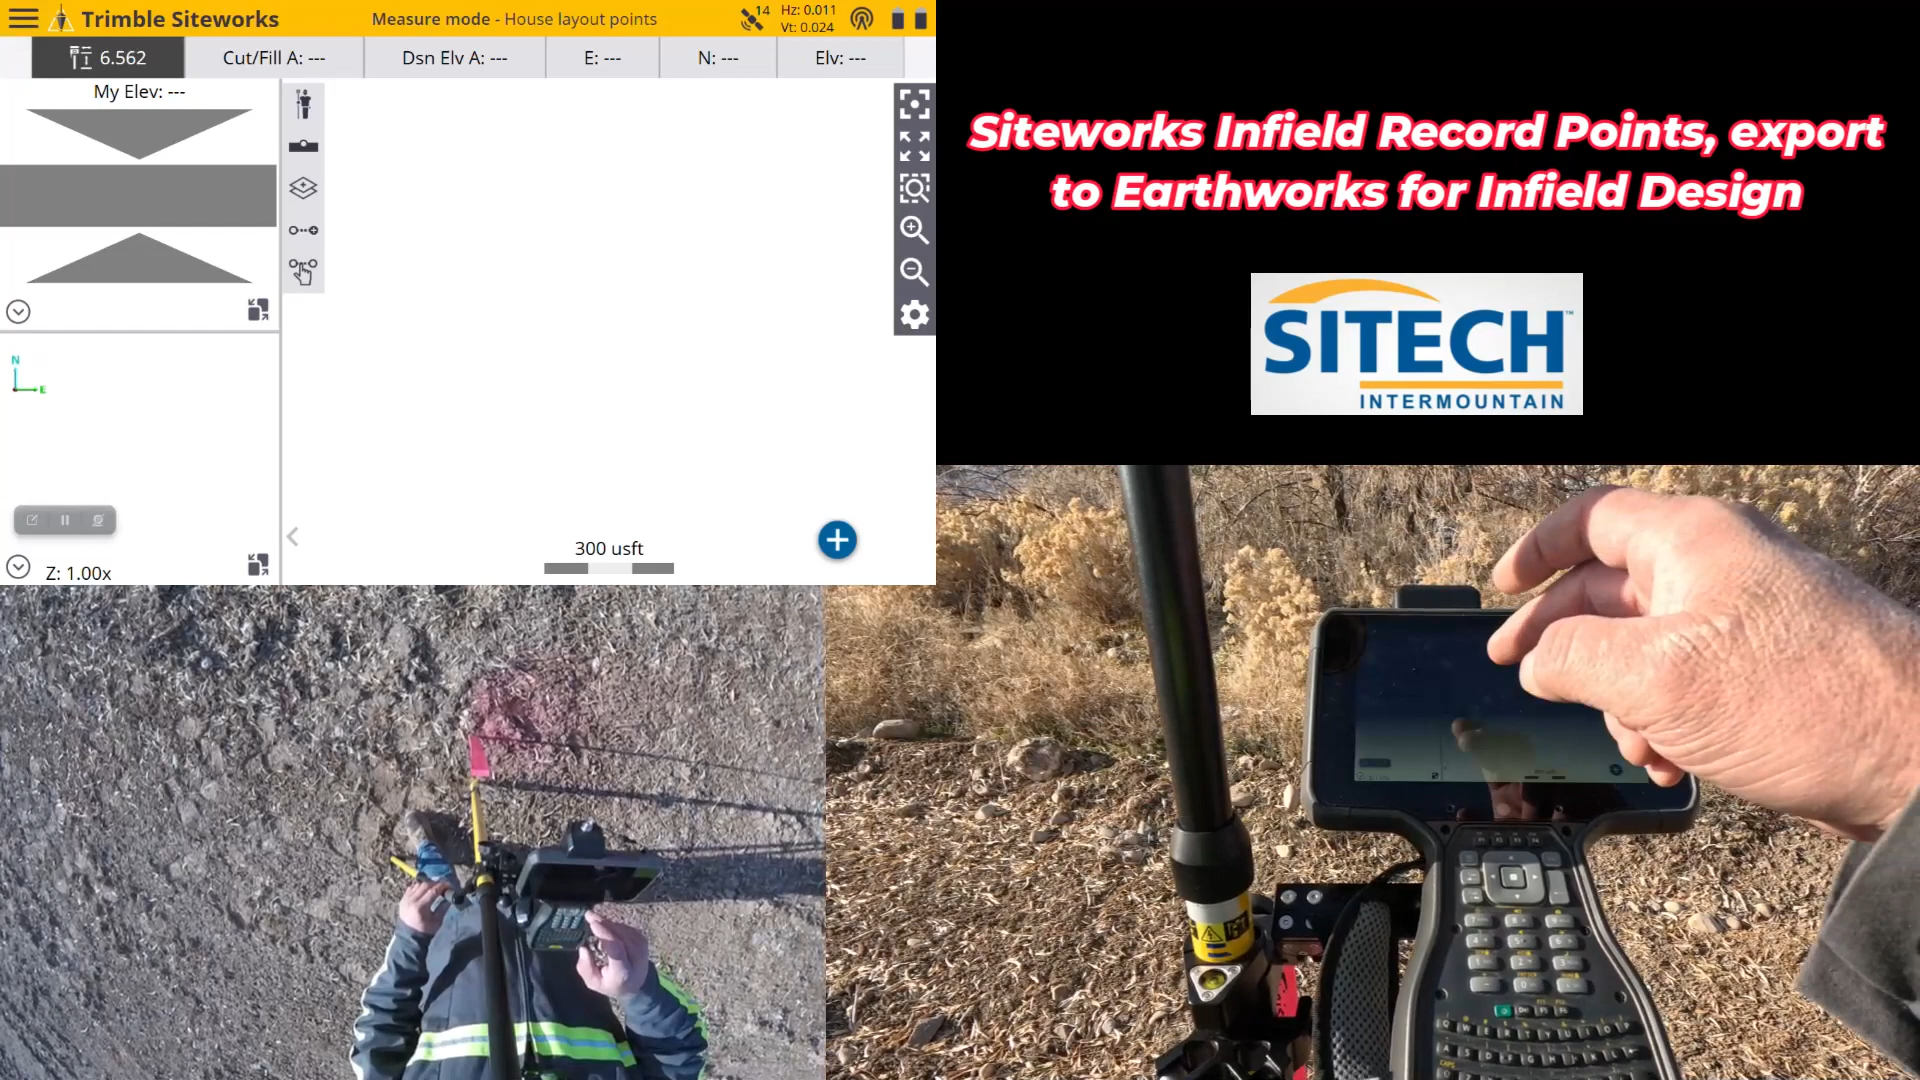 Trimble Siteworks
Measure mode - House layout points
14
Hz: 0.011
Vt: 0.024
6.562
Cut/Fill A: ---
Dsn Elv A: ---
E: ---
N: ---
Elv: ---
My Elev: ---
N
E
Z: 1.00x
300 usft
Siteworks Infield Record Points, export
to Earthworks for Infield Design
SITECH™
INTERMOUNTAIN